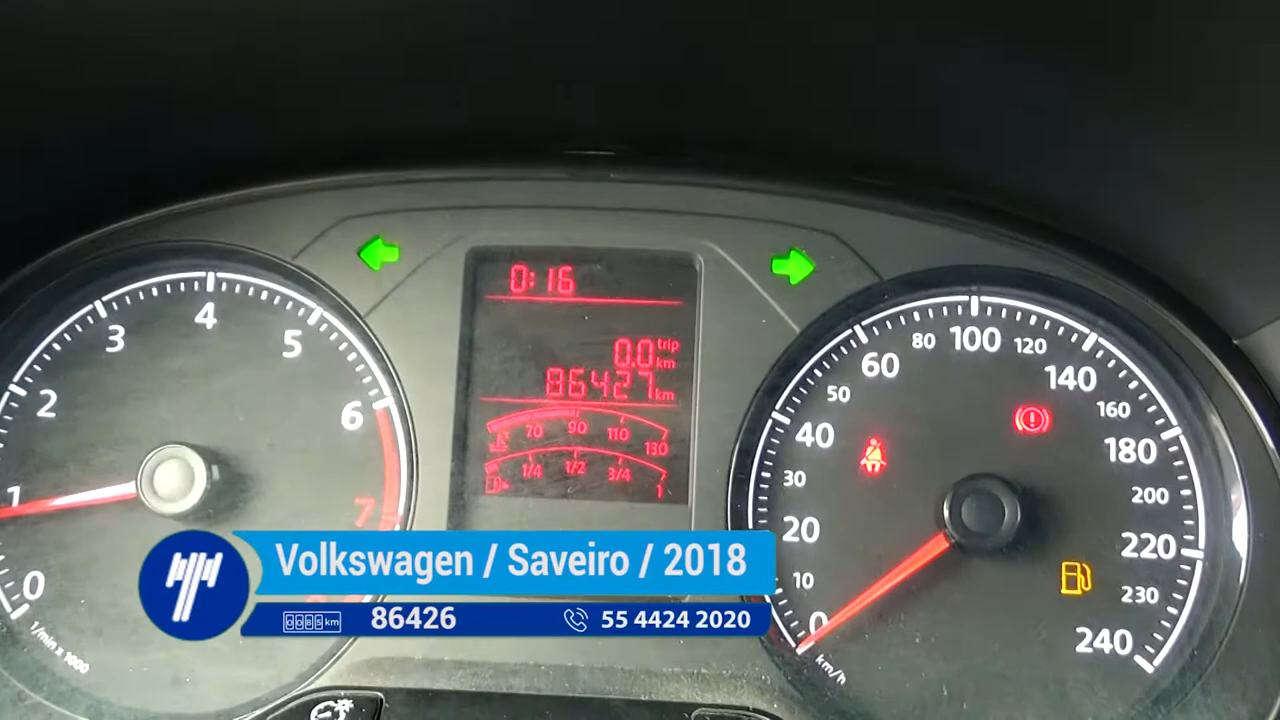 0:16
0.0 trip km
86427 km
70 90 110 130
1/4 1/2 3/4 1
0 1 2 3 4 5 6 7
1/min x 1000
0 10 20 30 40 50 60 80 100 120 140 160 180 200 220 230 240
km/h
Volkswagen / Saveiro / 2018
0085 km 86426 55 4424 2020